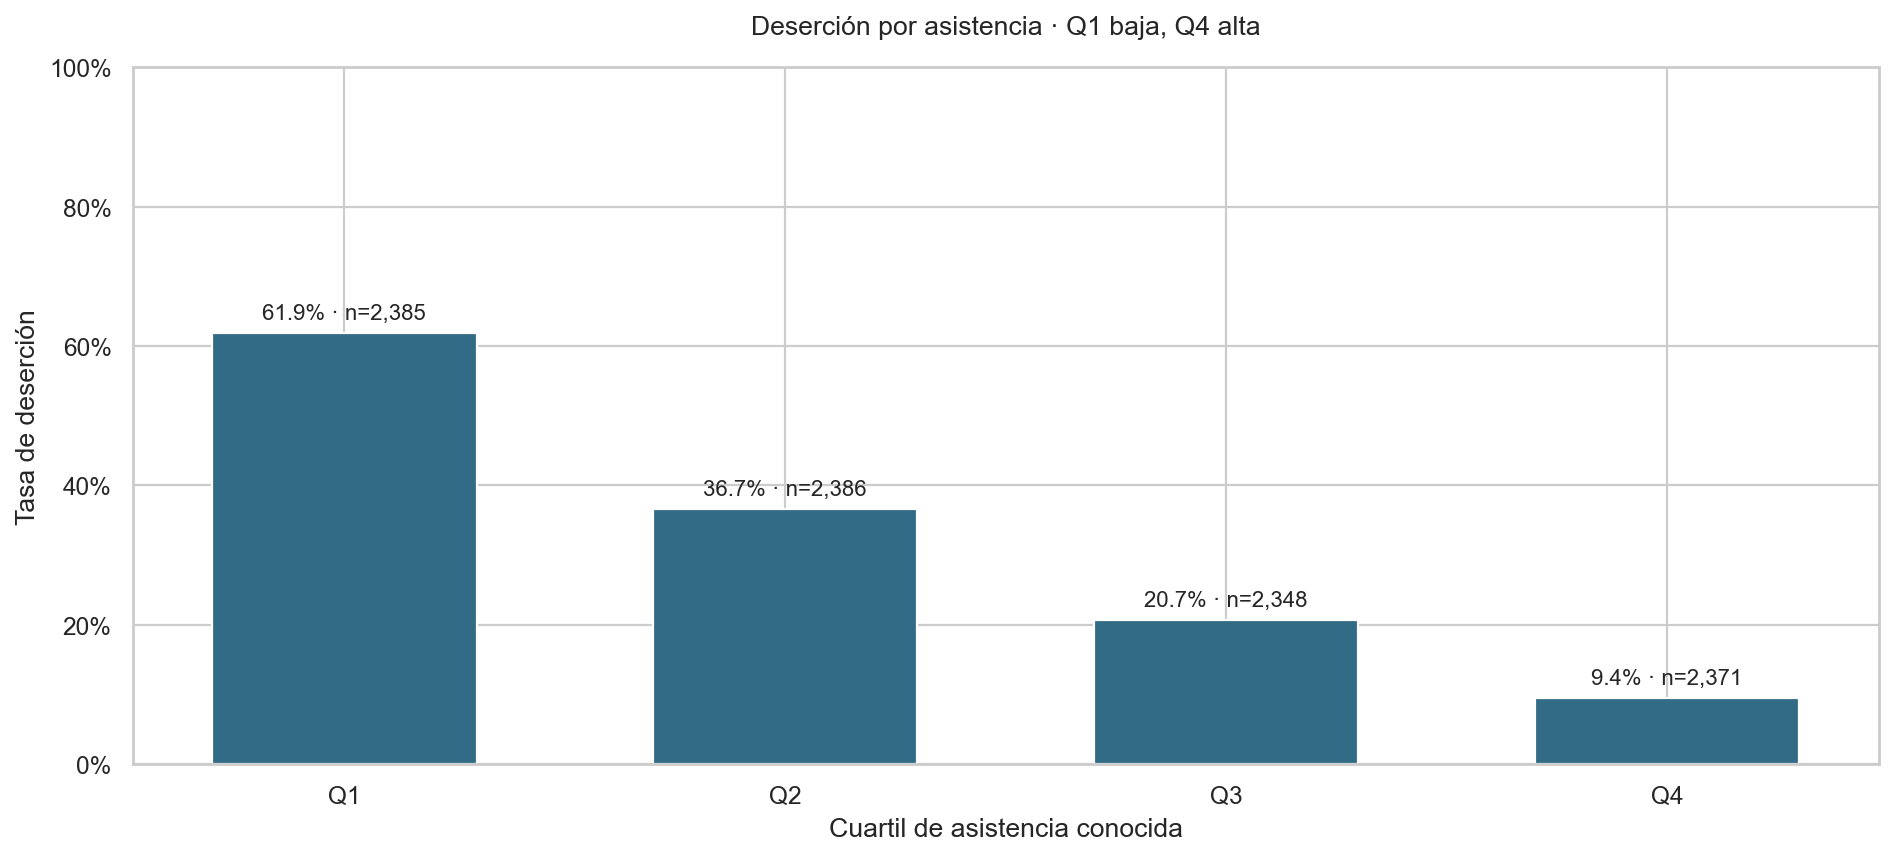 Deserción por asistencia · Q1 baja, Q4 alta
100%
80%
60%
40%
20%
0%
Tasa de deserción
61.9% · n=2,385
36.7% · n=2,386
20.7% · n=2,348
9.4% · n=2,371
Q1
Q2
Q3
Q4
Cuartil de asistencia conocida